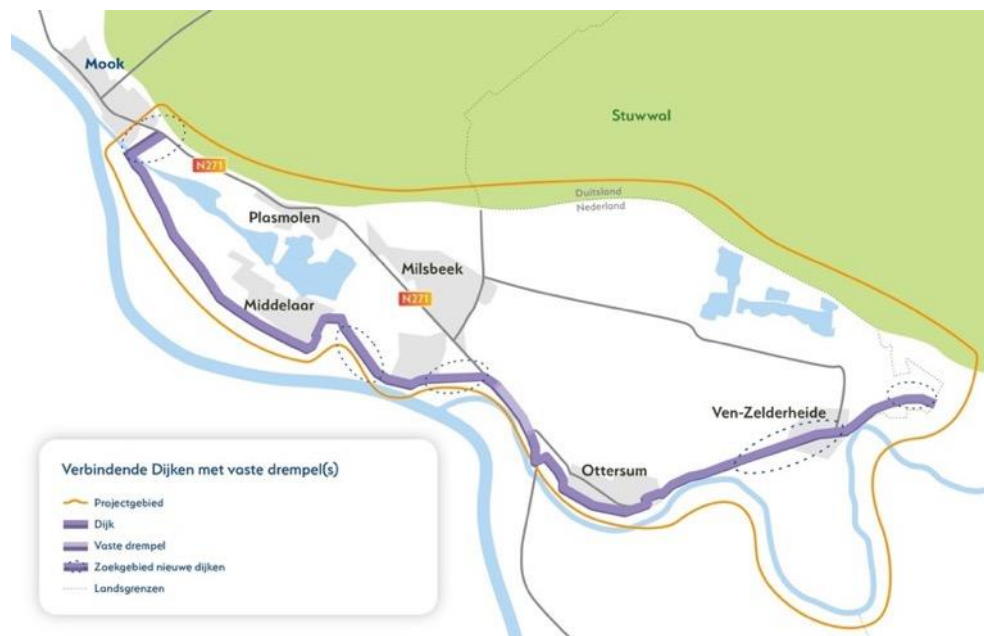 Mook
Stuwwal
N271
Duitsland
Nederland
Plasmolen
Milsbeek
N271
Middelaar
Ven-Zelderheide
Ottersum
Verbindende Dijken met vaste drempel(s)
Projectgebied
Dijk
Vaste drempel
Zoekgebied nieuwe dijken
Landsgrenzen